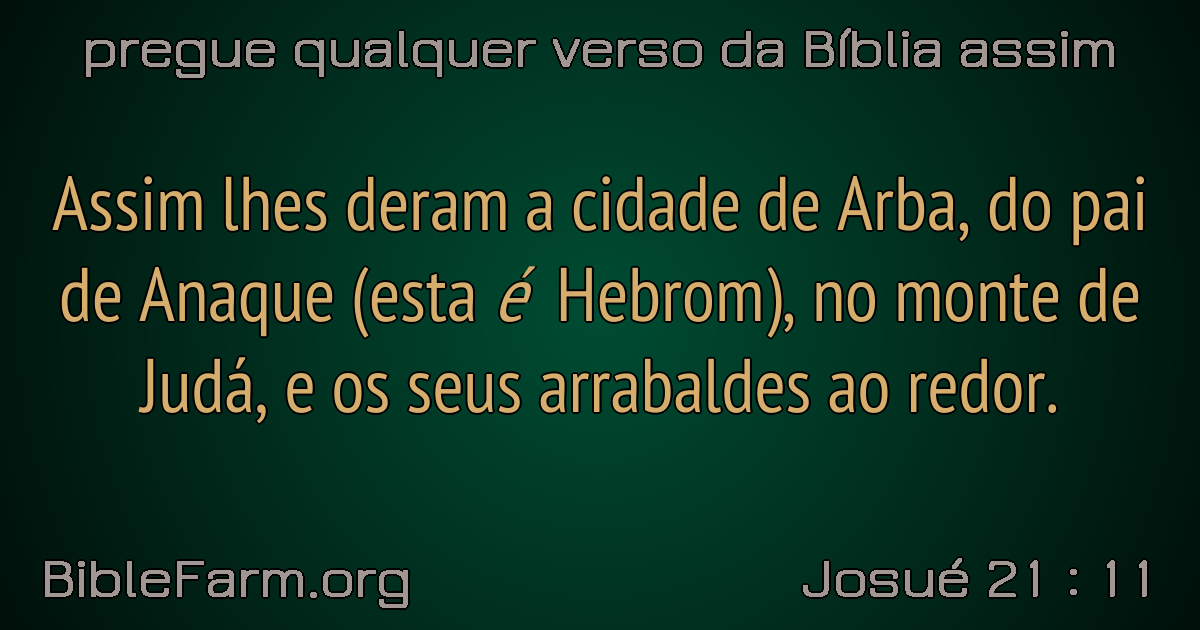 pregue qualquer verso da Bíblia assim
Assim lhes deram a cidade de Arba, do pai
de Anaque (esta é Hebrom), no monte de
Judá, e os seus arrabaldes ao redor.
BibleFarm.org
Josué 21 : 11